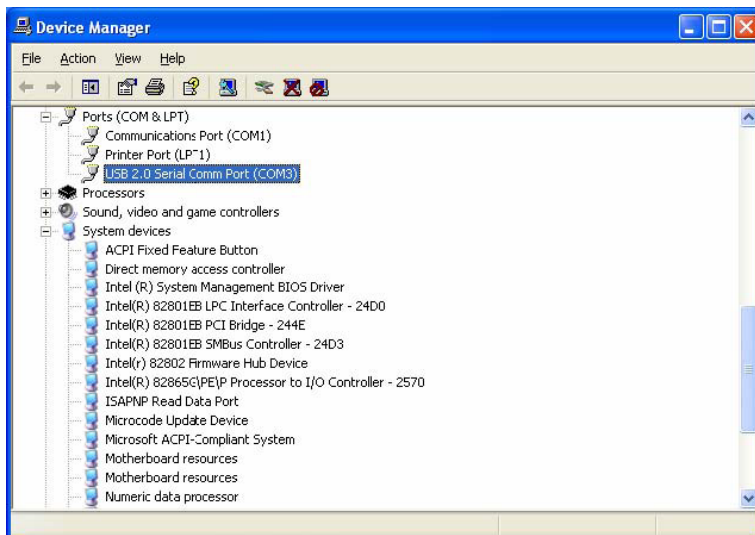 Device Manager
File Action View Help
Ports (COM & LPT)
Communications Port (COM1)
Printer Port (LPT1)
USB 2.0 Serial Comm Port (COM3)
Processors
Sound, video and game controllers
System devices
ACPI Fixed Feature Button
Direct memory access controller
Intel (R) System Management BIOS Driver
Intel(R) 82801EB LPC Interface Controller - 24D0
Intel(R) 82801EB PCI Bridge - 244E
Intel(R) 82801EB SMBus Controller - 24D3
Intel(r) 82802 Firmware Hub Device
Intel(R) 82865G\PE\P Processor to I/O Controller - 2570
ISAPNP Read Data Port
Microcode Update Device
Microsoft ACPI-Compliant System
Motherboard resources
Motherboard resources
Numeric data processor